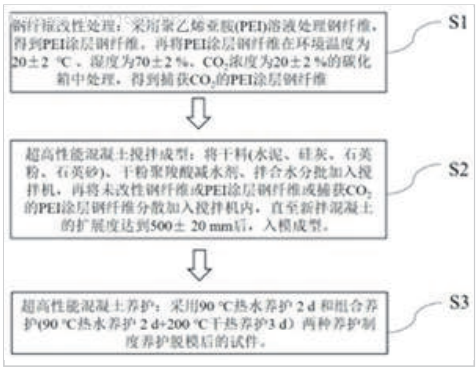 钢纤维改性处理：采用聚乙烯亚胺(PEI)溶液处理钢纤维，
得到PEI涂层钢纤维，再将PEI涂层钢纤维在环境温度为
20±2 ℃、湿度为70±2 %、CO₂浓度为20±2 %的碳化
箱中处理，得到捕获CO₂的PEI涂层钢纤维
S1
超高性能混凝土搅拌成型：将干料(水泥、硅灰、石英
粉、石英砂)、干粉聚羧酸减水剂、拌合水分批加入搅
拌机，再将未改性钢纤维或PEI涂层钢纤维或捕获CO₂
的PEI涂层钢纤维分散加入搅拌机内，直至新拌混凝土
的扩展度达到500± 20 mm后，入模成型。
S2
超高性能混凝土养护：采用90 ℃热水养护 2 d 和组合养
护(90 ℃热水养护 2 d+200 ℃干热养护3 d）两种养护制
度养护脱模后的试件。
S3